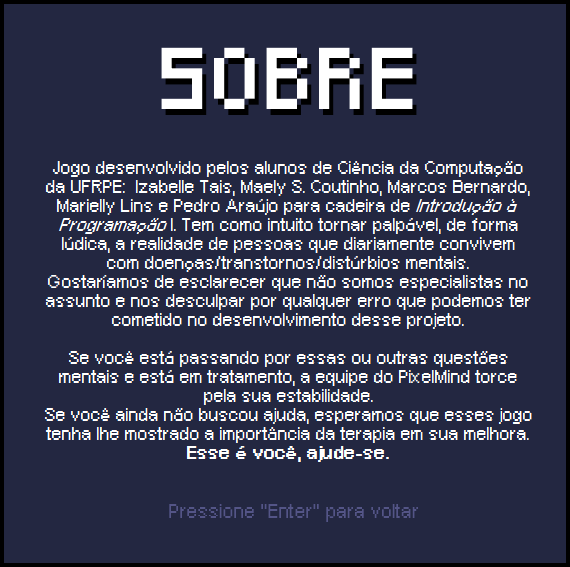 SOBRE
Jogo desenvolvido pelos alunos de Ciência da Computação
da UFRPE: Izabelle Tais, Maely S. Coutinho, Marcos Bernardo,
Marielly Lins e Pedro Araújo para cadeira de Introdução à
Programação I. Tem como intuito tornar palpável, de forma
lúdica, a realidade de pessoas que diariamente convivem
com doenças/transtornos/distúrbios mentais.
Gostaríamos de esclarecer que não somos especialistas no
assunto e nos desculpar por qualquer erro que podemos ter
cometido no desenvolvimento desse projeto.
Se você está passando por essas ou outras questões
mentais e está em tratamento, a equipe do PixelMind torce
pela sua estabilidade.
Se você ainda não buscou ajuda, esperamos que esses jogo
tenha lhe mostrado a importância da terapia em sua melhora.
Esse é você, ajude-se.
Pressione "Enter" para voltar